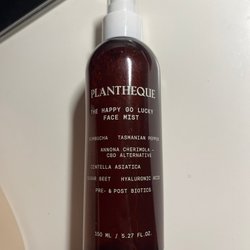 PLANTHEQUE
THE HAPPY GO LUCKY
FACE MIST
KOMBUCHA TASMANIAN PEPPER
ANNONA CHERIMOLA -
CBD ALTERNATIVE
CENTELLA ASIATICA
SUGAR BEET HYALURONIC ACID
PRE- & POST BIOTICS
150 ML / 5.27 FL.OZ.